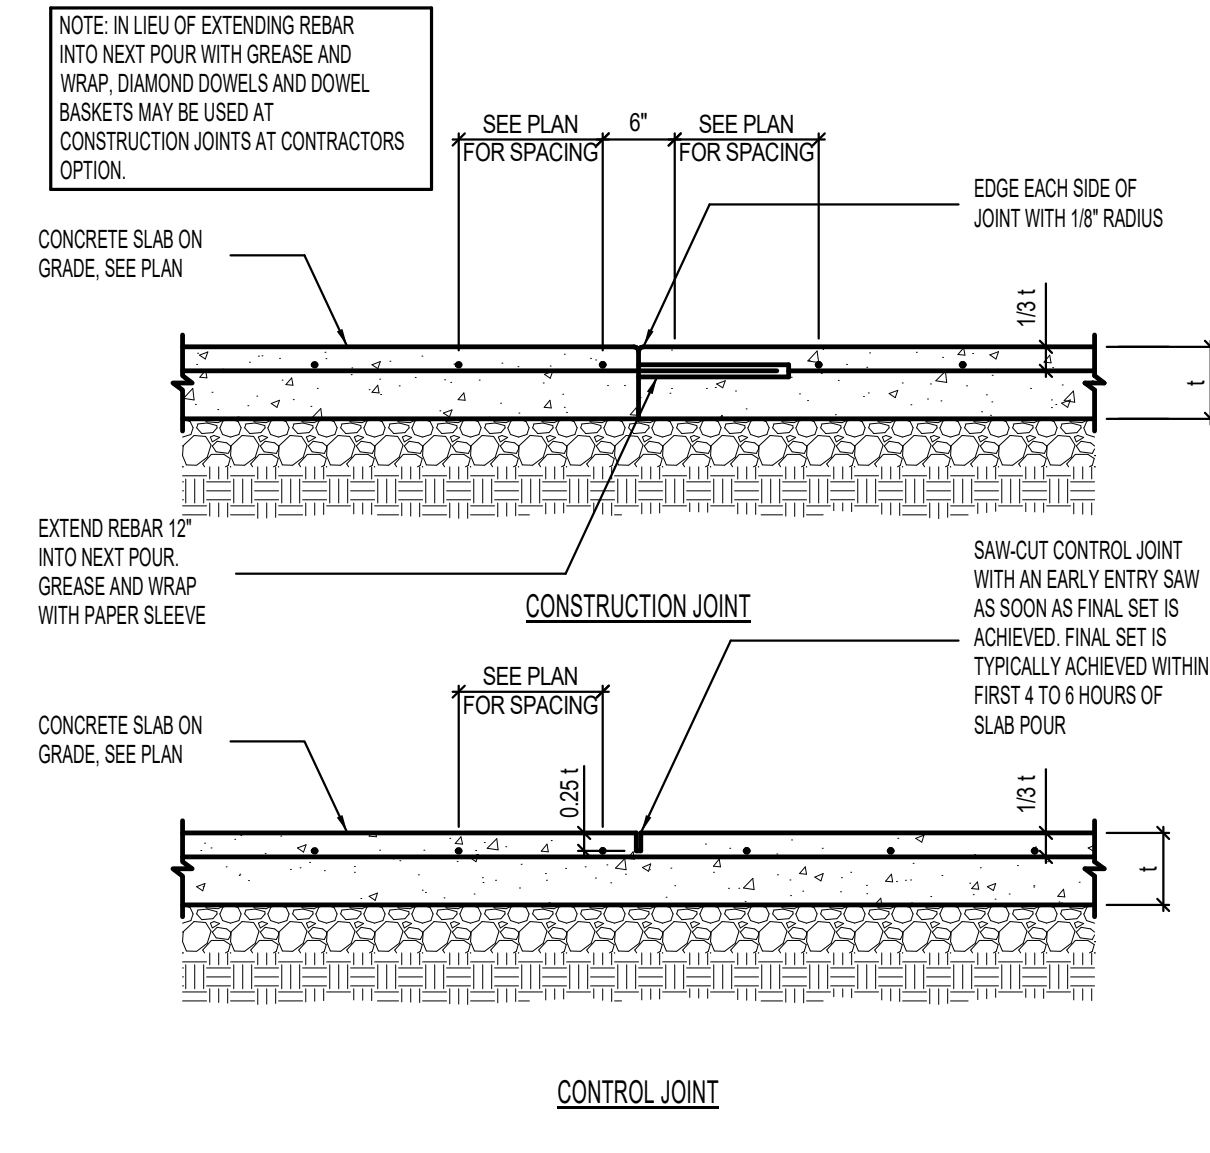 NOTE: IN LIEU OF EXTENDING REBAR
INTO NEXT POUR WITH GREASE AND
WRAP, DIAMOND DOWELS AND DOWEL
BASKETS MAY BE USED AT
CONSTRUCTION JOINTS AT CONTRACTORS
OPTION.
SEE PLAN
FOR SPACING
6"
SEE PLAN
FOR SPACING
EDGE EACH SIDE OF
JOINT WITH 1/8" RADIUS
CONCRETE SLAB ON
GRADE, SEE PLAN
1/3 t
t
EXTEND REBAR 12"
INTO NEXT POUR.
GREASE AND WRAP
WITH PAPER SLEEVE
CONSTRUCTION JOINT
SAW-CUT CONTROL JOINT
WITH AN EARLY ENTRY SAW
AS SOON AS FINAL SET IS
ACHIEVED. FINAL SET IS
TYPICALLY ACHIEVED WITHIN
FIRST 4 TO 6 HOURS OF
SLAB POUR
SEE PLAN
FOR SPACING
CONCRETE SLAB ON
GRADE, SEE PLAN
0.25 t
1/3 t
t
CONTROL JOINT